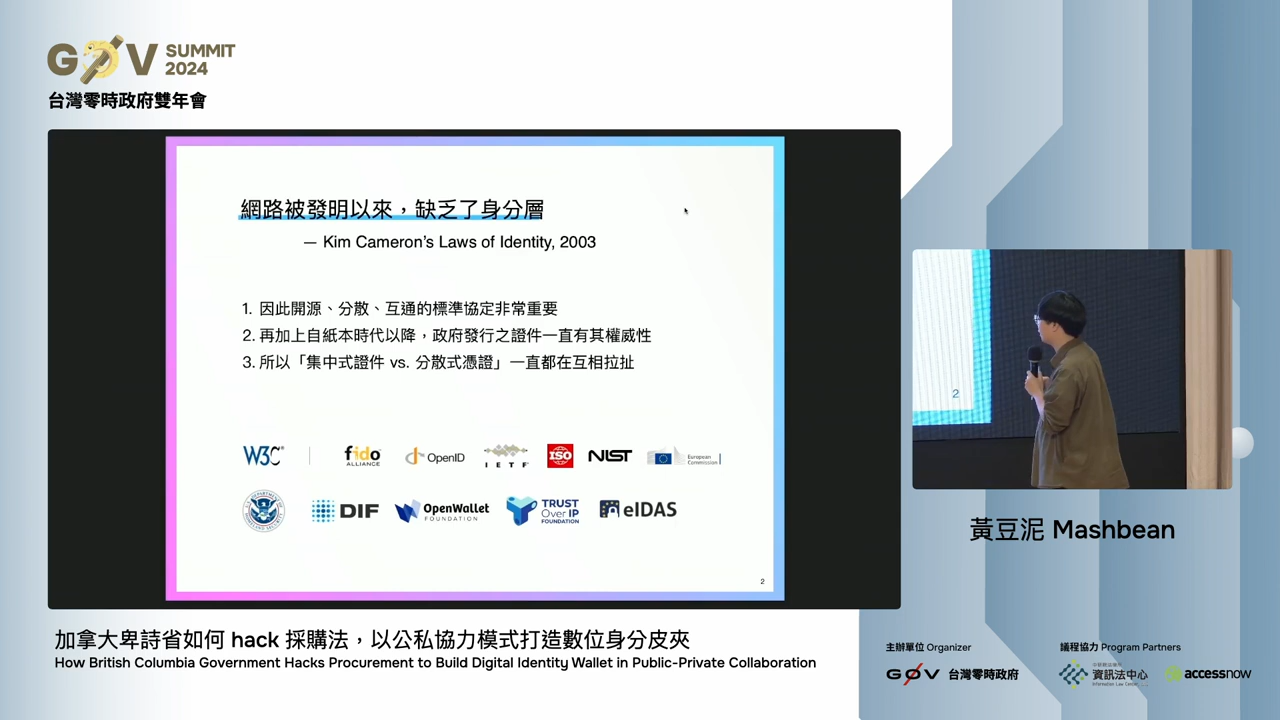 G0V SUMMIT 2024
台灣零時政府雙年會
網路被發明以來，缺乏了身分層
— Kim Cameron's Laws of Identity, 2003
1. 因此開源、分散、互通的標準協定非常重要
2. 再加上自紙本時代以降，政府發行之證件一直有其權威性
3. 所以「集中式證件 vs. 分散式憑證」一直都在互相拉扯
W3C
fido ALLIANCE
OpenID
IETF
ISO
NIST
European Commission
DIF
OpenWallet FOUNDATION
TRUST Over IP FOUNDATION
eIDAS
2
2
黃豆泥 Mashbean
加拿大卑詩省如何 hack 採購法，以公私協力模式打造數位身分皮夾
How British Columbia Government Hacks Procurement to Build Digital Identity Wallet in Public-Private Collaboration
主辦單位 Organizer
G0V 台灣零時政府
議程協力 Program Partners
資訊法中心
Information Law Center
accessnow